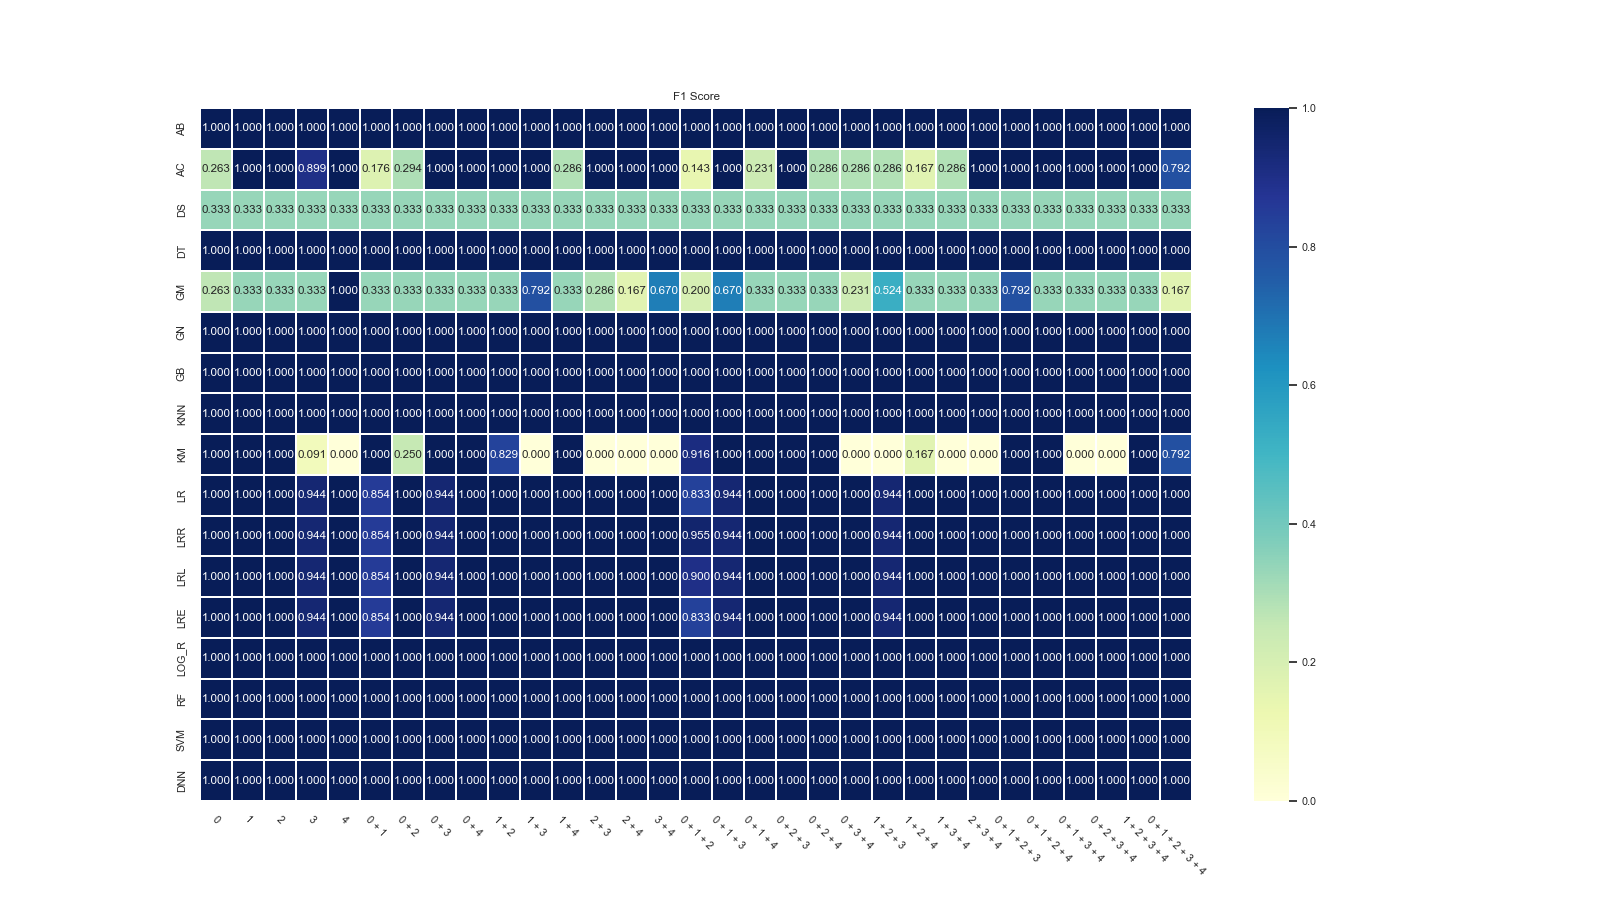 F1 Score
AB 1.000 1.000 1.000 1.000 1.000 1.000 1.000 1.000 1.000 1.000 1.000 1.000 1.000 1.000 1.000 1.000 1.000 1.000 1.000 1.000 1.000 1.000 1.000 1.000 1.000 1.000 1.000 1.000 1.000 1.000 1.000
AC 0.263 1.000 1.000 0.899 1.000 0.176 0.294 1.000 1.000 1.000 1.000 0.286 1.000 1.000 1.000 0.143 1.000 0.231 1.000 0.286 0.286 0.286 0.167 0.286 1.000 1.000 1.000 1.000 1.000 1.000 0.792
DS 0.333 0.333 0.333 0.333 0.333 0.333 0.333 0.333 0.333 0.333 0.333 0.333 0.333 0.333 0.333 0.333 0.333 0.333 0.333 0.333 0.333 0.333 0.333 0.333 0.333 0.333 0.333 0.333 0.333 0.333 0.333
DT 1.000 1.000 1.000 1.000 1.000 1.000 1.000 1.000 1.000 1.000 1.000 1.000 1.000 1.000 1.000 1.000 1.000 1.000 1.000 1.000 1.000 1.000 1.000 1.000 1.000 1.000 1.000 1.000 1.000 1.000 1.000
GM 0.263 0.333 0.333 0.333 1.000 0.333 0.333 0.333 0.333 0.333 0.792 0.333 0.286 0.167 0.670 0.200 0.670 0.333 0.333 0.333 0.231 0.524 0.333 0.333 0.333 0.792 0.333 0.333 0.333 0.333 0.167
GN 1.000 1.000 1.000 1.000 1.000 1.000 1.000 1.000 1.000 1.000 1.000 1.000 1.000 1.000 1.000 1.000 1.000 1.000 1.000 1.000 1.000 1.000 1.000 1.000 1.000 1.000 1.000 1.000 1.000 1.000 1.000
GB 1.000 1.000 1.000 1.000 1.000 1.000 1.000 1.000 1.000 1.000 1.000 1.000 1.000 1.000 1.000 1.000 1.000 1.000 1.000 1.000 1.000 1.000 1.000 1.000 1.000 1.000 1.000 1.000 1.000 1.000 1.000
KNN 1.000 1.000 1.000 1.000 1.000 1.000 1.000 1.000 1.000 1.000 1.000 1.000 1.000 1.000 1.000 1.000 1.000 1.000 1.000 1.000 1.000 1.000 1.000 1.000 1.000 1.000 1.000 1.000 1.000 1.000 1.000
KM 1.000 1.000 1.000 0.091 0.000 1.000 0.250 1.000 1.000 0.829 0.000 1.000 0.000 0.000 0.000 0.916 1.000 1.000 1.000 1.000 0.000 0.000 0.167 0.000 0.000 1.000 1.000 0.000 0.000 1.000 0.792
LR 1.000 1.000 1.000 0.944 1.000 0.854 1.000 0.944 1.000 1.000 1.000 1.000 1.000 1.000 1.000 0.833 0.944 1.000 1.000 1.000 1.000 0.944 1.000 1.000 1.000 1.000 1.000 1.000 1.000 1.000 1.000
LRR 1.000 1.000 1.000 0.944 1.000 0.854 1.000 0.944 1.000 1.000 1.000 1.000 1.000 1.000 1.000 0.955 0.944 1.000 1.000 1.000 1.000 0.944 1.000 1.000 1.000 1.000 1.000 1.000 1.000 1.000 1.000
LRL 1.000 1.000 1.000 0.944 1.000 0.854 1.000 0.944 1.000 1.000 1.000 1.000 1.000 1.000 1.000 0.900 0.944 1.000 1.000 1.000 1.000 0.944 1.000 1.000 1.000 1.000 1.000 1.000 1.000 1.000 1.000
LRE 1.000 1.000 1.000 0.944 1.000 0.854 1.000 0.944 1.000 1.000 1.000 1.000 1.000 1.000 1.000 0.833 0.944 1.000 1.000 1.000 1.000 0.944 1.000 1.000 1.000 1.000 1.000 1.000 1.000 1.000 1.000
LOG_R 1.000 1.000 1.000 1.000 1.000 1.000 1.000 1.000 1.000 1.000 1.000 1.000 1.000 1.000 1.000 1.000 1.000 1.000 1.000 1.000 1.000 1.000 1.000 1.000 1.000 1.000 1.000 1.000 1.000 1.000 1.000
RF 1.000 1.000 1.000 1.000 1.000 1.000 1.000 1.000 1.000 1.000 1.000 1.000 1.000 1.000 1.000 1.000 1.000 1.000 1.000 1.000 1.000 1.000 1.000 1.000 1.000 1.000 1.000 1.000 1.000 1.000 1.000
SVM 1.000 1.000 1.000 1.000 1.000 1.000 1.000 1.000 1.000 1.000 1.000 1.000 1.000 1.000 1.000 1.000 1.000 1.000 1.000 1.000 1.000 1.000 1.000 1.000 1.000 1.000 1.000 1.000 1.000 1.000 1.000
DNN 1.000 1.000 1.000 1.000 1.000 1.000 1.000 1.000 1.000 1.000 1.000 1.000 1.000 1.000 1.000 1.000 1.000 1.000 1.000 1.000 1.000 1.000 1.000 1.000 1.000 1.000 1.000 1.000 1.000 1.000 1.000
0
1
2
3
4
0 + 1
0 + 2
0 + 3
0 + 4
1 + 2
1 + 3
1 + 4
2 + 3
2 + 4
3 + 4
0 + 1 + 2
0 + 1 + 3
0 + 1 + 4
0 + 2 + 3
0 + 2 + 4
0 + 3 + 4
1 + 2 + 3
1 + 2 + 4
1 + 3 + 4
2 + 3 + 4
0 + 1 + 2 + 3
0 + 1 + 2 + 4
0 + 1 + 3 + 4
0 + 2 + 3 + 4
1 + 2 + 3 + 4
0 + 1 + 2 + 3 + 4
1.0
0.8
0.6
0.4
0.2
0.0